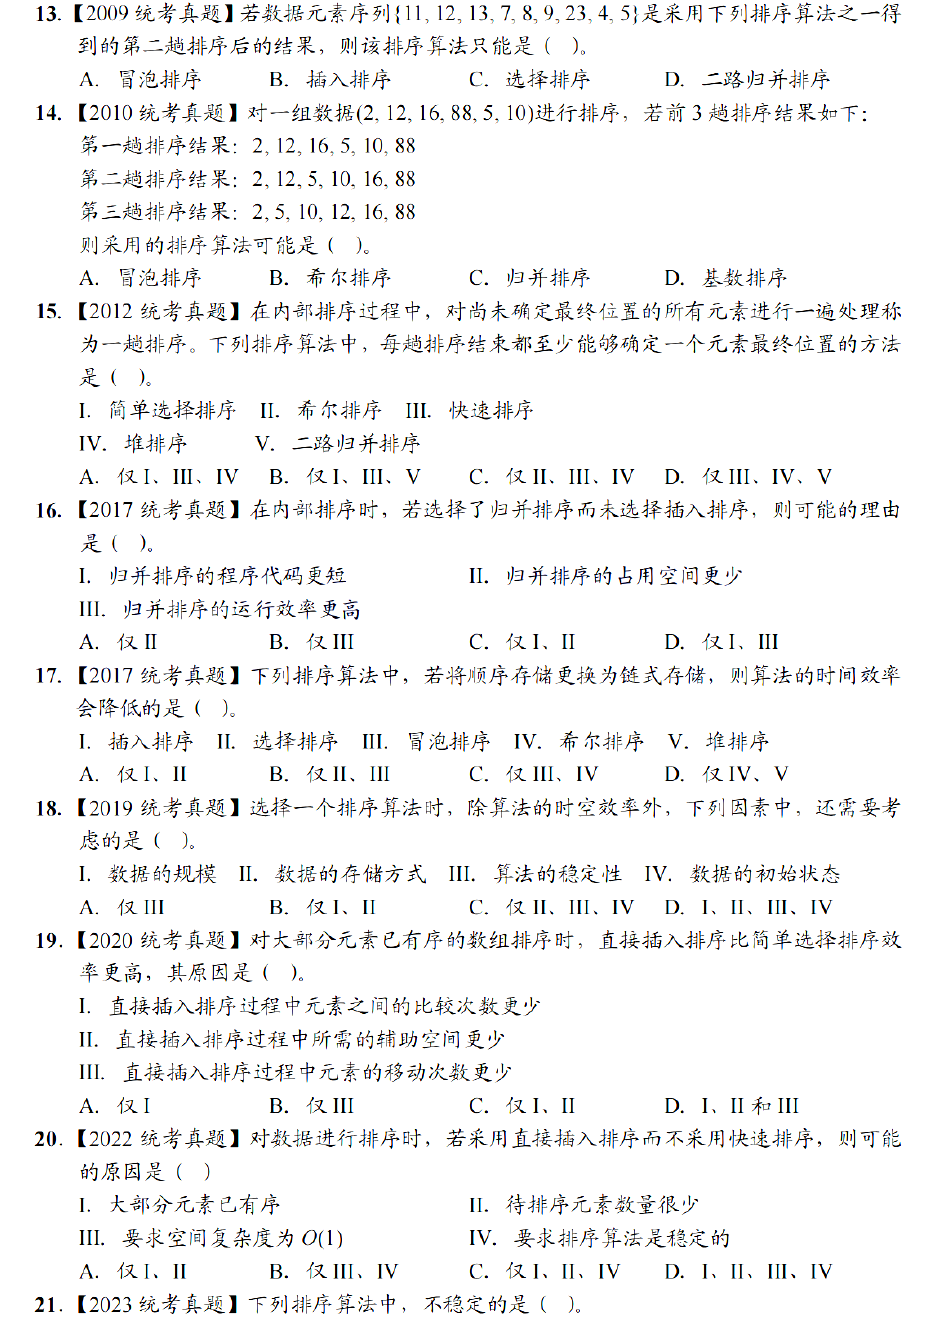 13.【2009 统考真题】若数据元素序列{11, 12, 13, 7, 8, 9, 23, 4, 5}是采用下列排序算法之一得
到的第二趟排序后的结果，则该排序算法只能是（ ）。
A. 冒泡排序 B. 插入排序 C. 选择排序 D. 二路归并排序
14.【2010 统考真题】对一组数据(2, 12, 16, 88, 5, 10)进行排序，若前 3 趟排序结果如下：
第一趟排序结果：2, 12, 16, 5, 10, 88
第二趟排序结果：2, 12, 5, 10, 16, 88
第三趟排序结果：2, 5, 10, 12, 16, 88
则采用的排序算法可能是（ ）。
A. 冒泡排序 B. 希尔排序 C. 归并排序 D. 基数排序
15.【2012 统考真题】在内部排序过程中，对尚未确定最终位置的所有元素进行一遍处理称
为一趟排序。下列排序算法中，每趟排序结束都至少能够确定一个元素最终位置的方法
是（ ）。
I. 简单选择排序 II. 希尔排序 III. 快速排序
IV. 堆排序 V. 二路归并排序
A. 仅 I、III、IV B. 仅 I、III、V C. 仅 II、III、IV D. 仅 III、IV、V
16.【2017 统考真题】在内部排序时，若选择了归并排序而未选择插入排序，则可能的理由
是（ ）。
I. 归并排序的程序代码更短 II. 归并排序的占用空间更少
III. 归并排序的运行效率更高
A. 仅 II B. 仅 III C. 仅 I、II D. 仅 I、III
17.【2017 统考真题】下列排序算法中，若将顺序存储更换为链式存储，则算法的时间效率
会降低的是（ ）。
I. 插入排序 II. 选择排序 III. 冒泡排序 IV. 希尔排序 V. 堆排序
A. 仅 I、II B. 仅 II、III C. 仅 III、IV D. 仅 IV、V
18.【2019 统考真题】选择一个排序算法时，除算法的时空效率外，下列因素中，还需要考
虑的是（ ）。
I. 数据的规模 II. 数据的存储方式 III. 算法的稳定性 IV. 数据的初始状态
A. 仅 III B. 仅 I、II C. 仅 II、III、IV D. I、II、III、IV
19.【2020 统考真题】对大部分元素已有序的数组排序时，直接插入排序比简单选择排序效
率更高，其原因是（ ）。
I. 直接插入排序过程中元素之间的比较次数更少
II. 直接插入排序过程中所需的辅助空间更少
III. 直接插入排序过程中元素的移动次数更少
A. 仅 I B. 仅 III C. 仅 I、II D. I、II 和 III
20.【2022 统考真题】对数据进行排序时，若采用直接插入排序而不采用快速排序，则可能
的原因是（ ）
I. 大部分元素已有序 II. 待排序元素数量很少
III. 要求空间复杂度为 O(1) IV. 要求排序算法是稳定的
A. 仅 I、II B. 仅 III、IV C. 仅 I、II、IV D. I、II、III、IV
21.【2023 统考真题】下列排序算法中，不稳定的是（ ）。